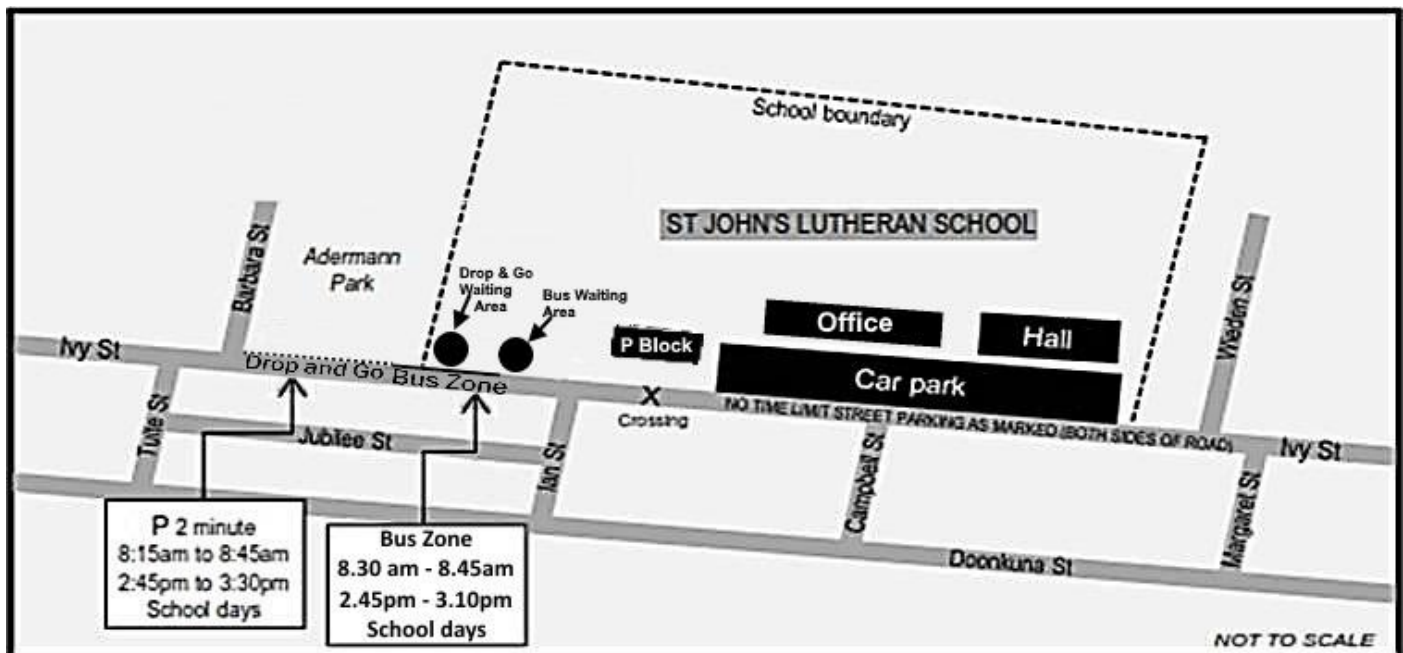 School boundary
ST JOHN'S LUTHERAN SCHOOL
Barbara St
Adermann
Park
Drop & Go
Waiting
Area
Bus Waiting
Area
P Block
Office
Hall
Car park
Weden St
Ivy St
Drop and Go Bus Zone
Crossing
NO TIME LIMIT STREET PARKING AS MARKED (BOTH SIDES OF ROAD)
Ivy St
Tuite St
Jubilee St
Ian St
Campbell St
Margaret St
Doonkuna St
P 2 minute
8:15am to 8:45am
2:45pm to 3:30pm
School days
Bus Zone
8.30 am - 8.45am
2.45pm - 3.10pm
School days
NOT TO SCALE